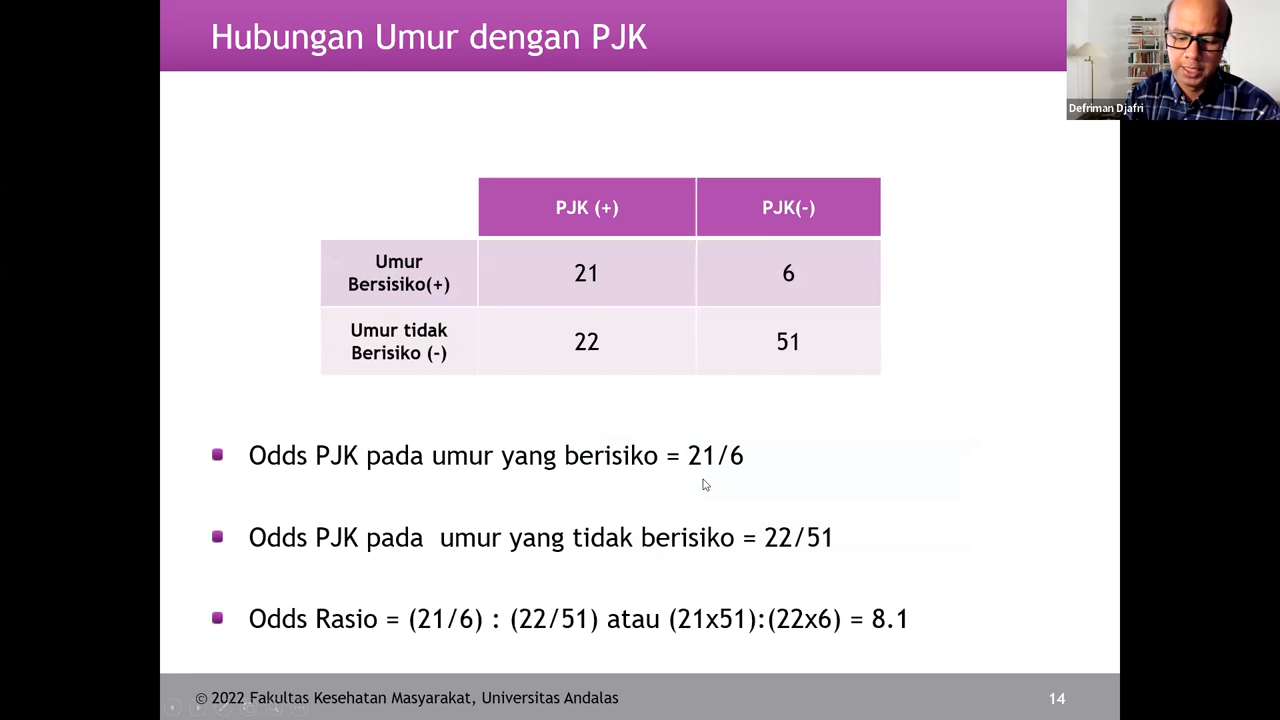 Hubungan Umur dengan PJK
Defriman Djafri
PJK (+) PJK(-)
Umur
Bersisiko(+)
21 6
Umur tidak
Berisiko (-)
22 51
Odds PJK pada umur yang berisiko = 21/6
Odds PJK pada umur yang tidak berisiko = 22/51
Odds Rasio = (21/6) : (22/51) atau (21x51):(22x6) = 8.1
© 2022 Fakultas Kesehatan Masyarakat, Universitas Andalas 14